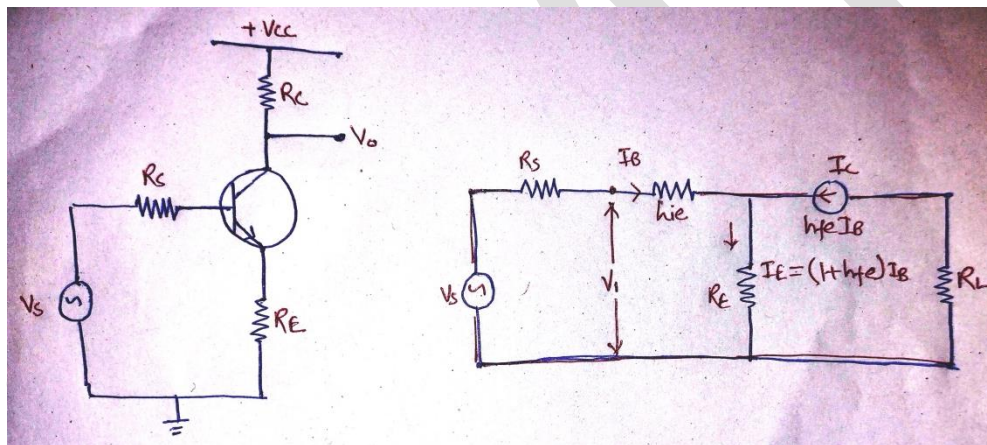 + VCC
RC
Vo
RS
VS
RE
RS
IB
hie
IC
hfeIB
V1
VS
RE
IE = (1+hfe) IB
RL